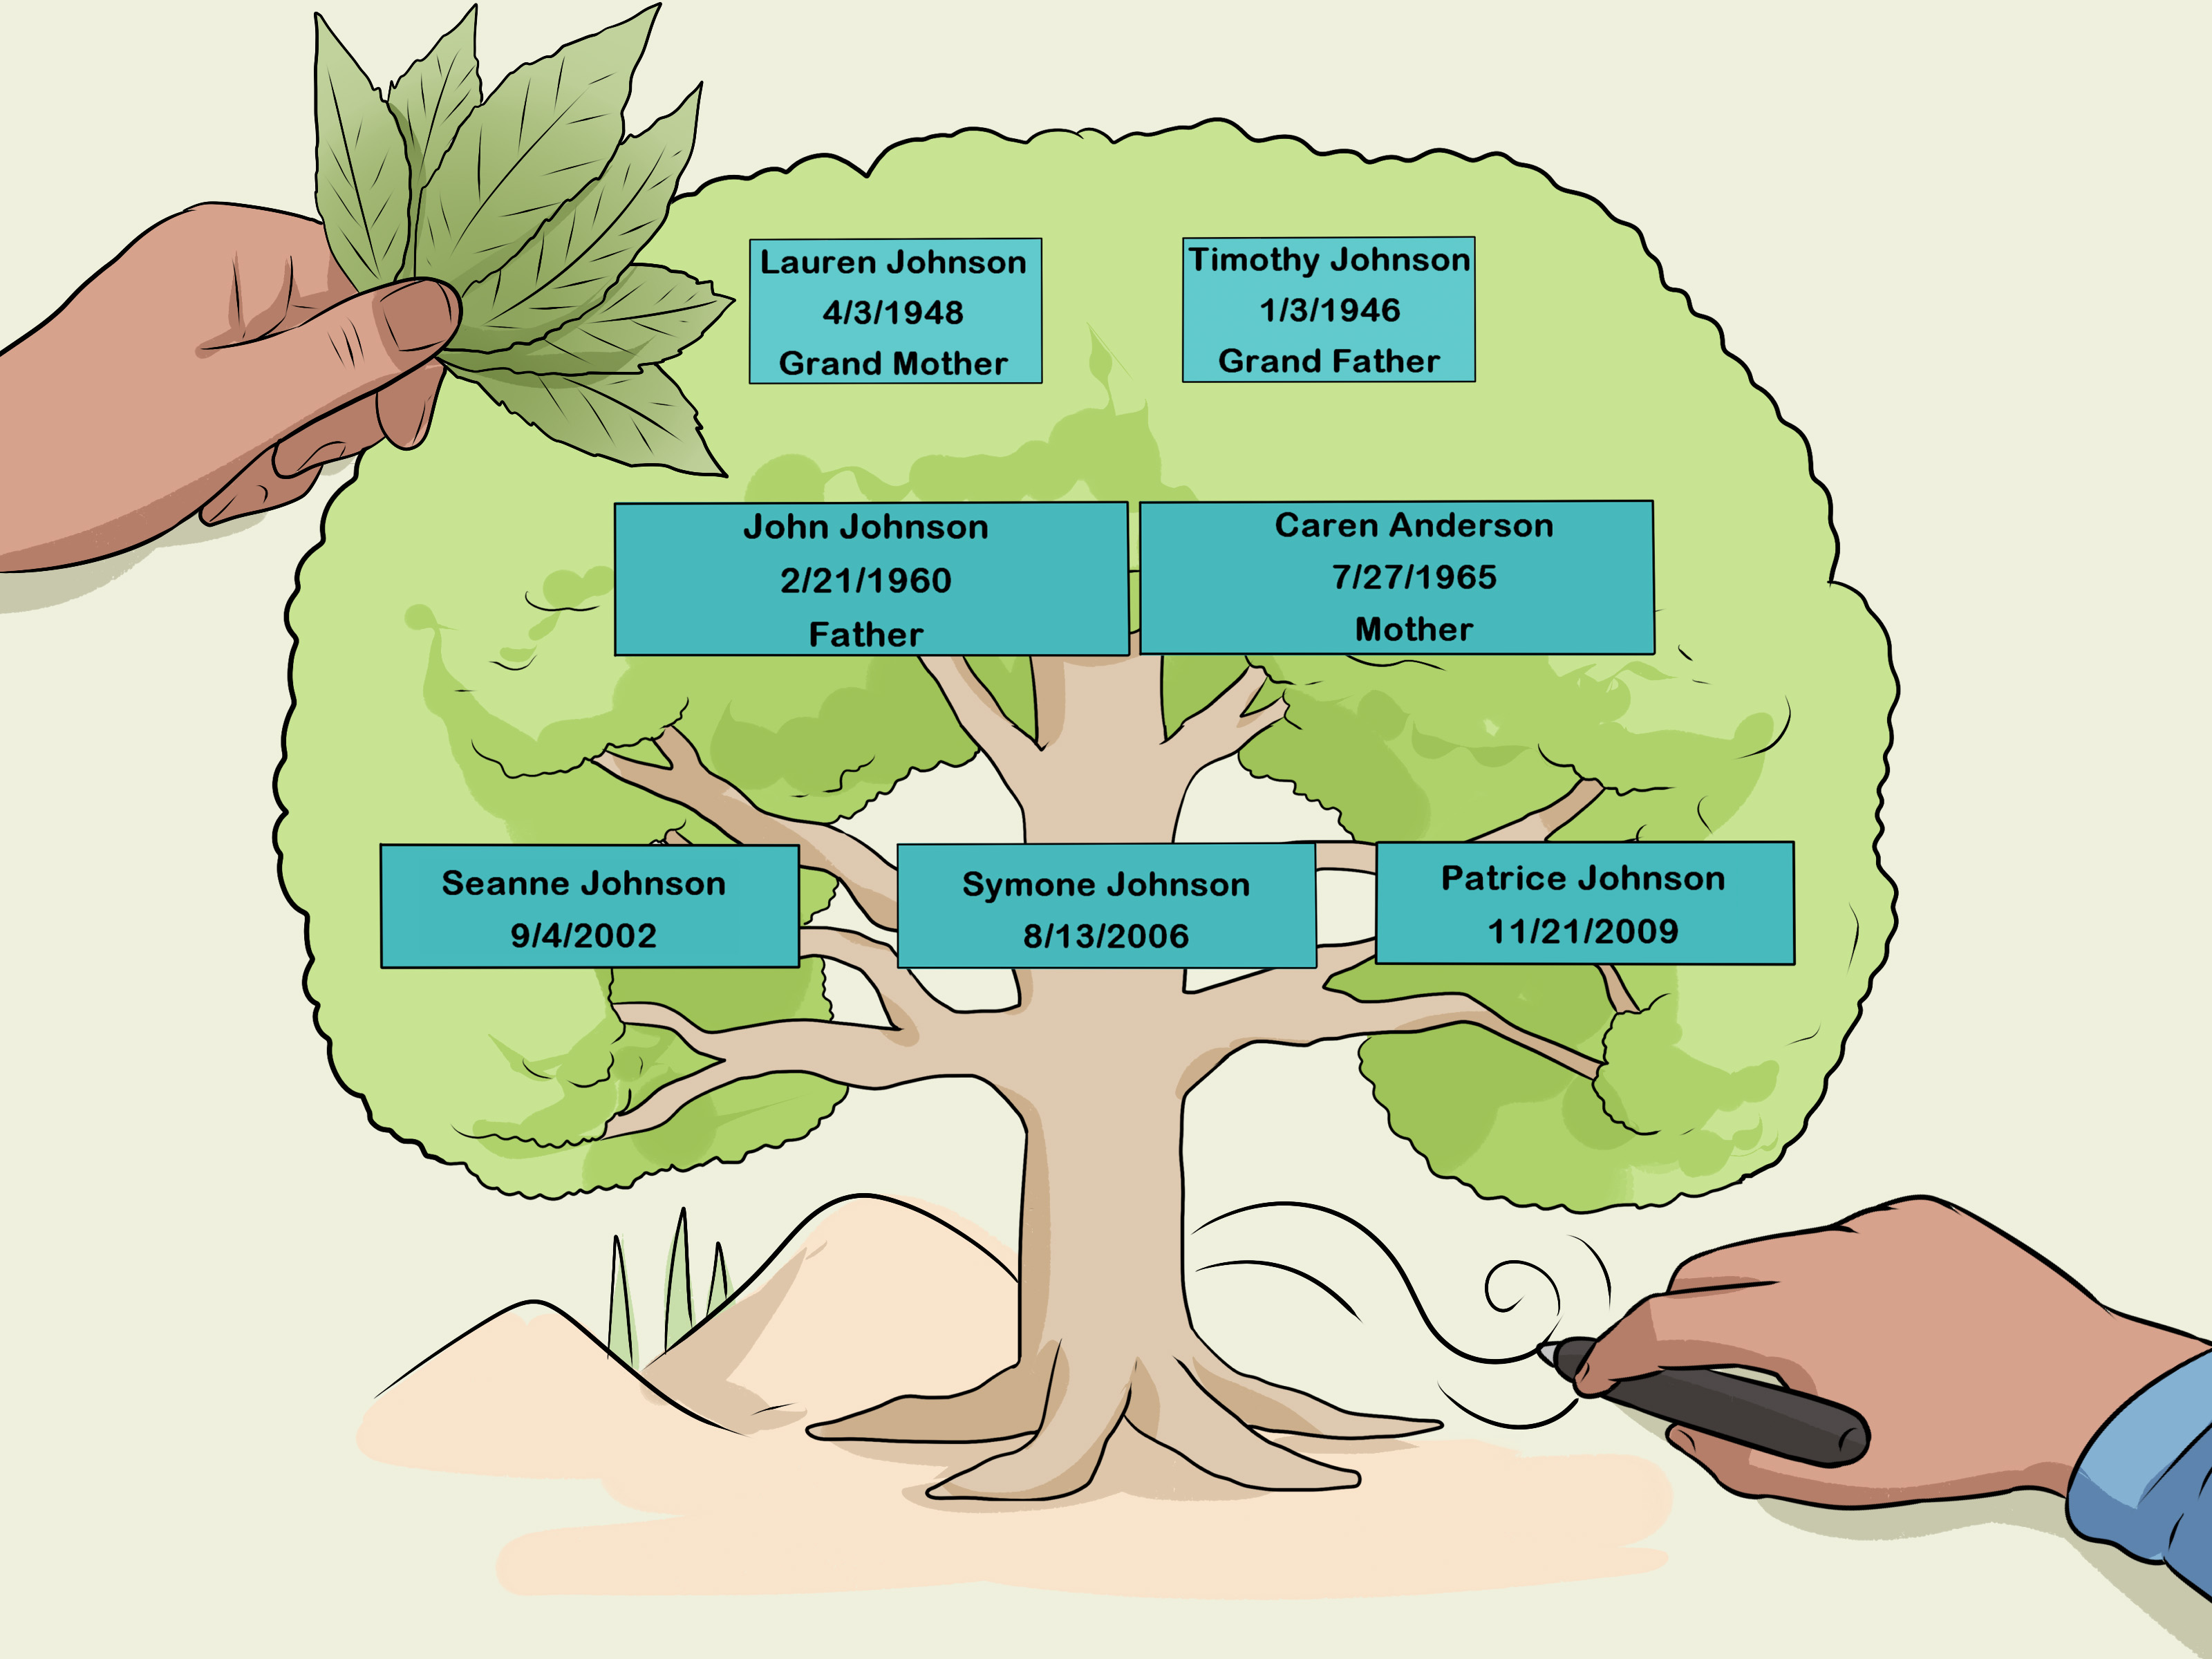 Lauren Johnson
4/3/1948
Grand Mother
Timothy Johnson
1/3/1946
Grand Father
John Johnson
2/21/1960
Father
Caren Anderson
7/27/1965
Mother
Seanne Johnson
9/4/2002
Symone Johnson
8/13/2006
Patrice Johnson
11/21/2009